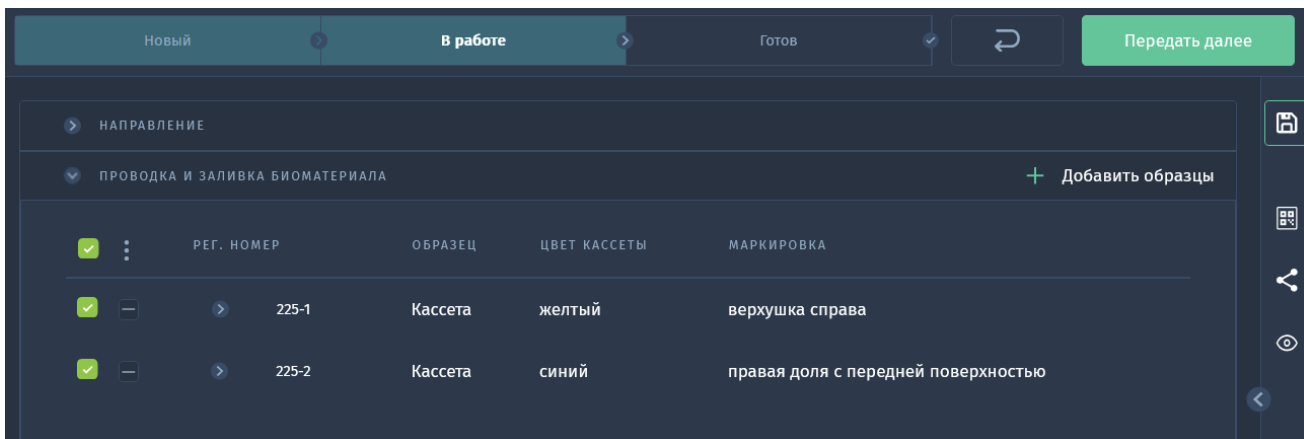 Новый В работе Готов Передать далее
НАПРАВЛЕНИЕ
ПРОВОДКА И ЗАЛИВКА БИОМАТЕРИАЛА Добавить образцы
РЕГ. НОМЕР ОБРАЗЕЦ ЦВЕТ КАССЕТЫ МАРКИРОВКА
225-1 Кассета желтый верхушка справа
225-2 Кассета синий правая доля с передней поверхностью